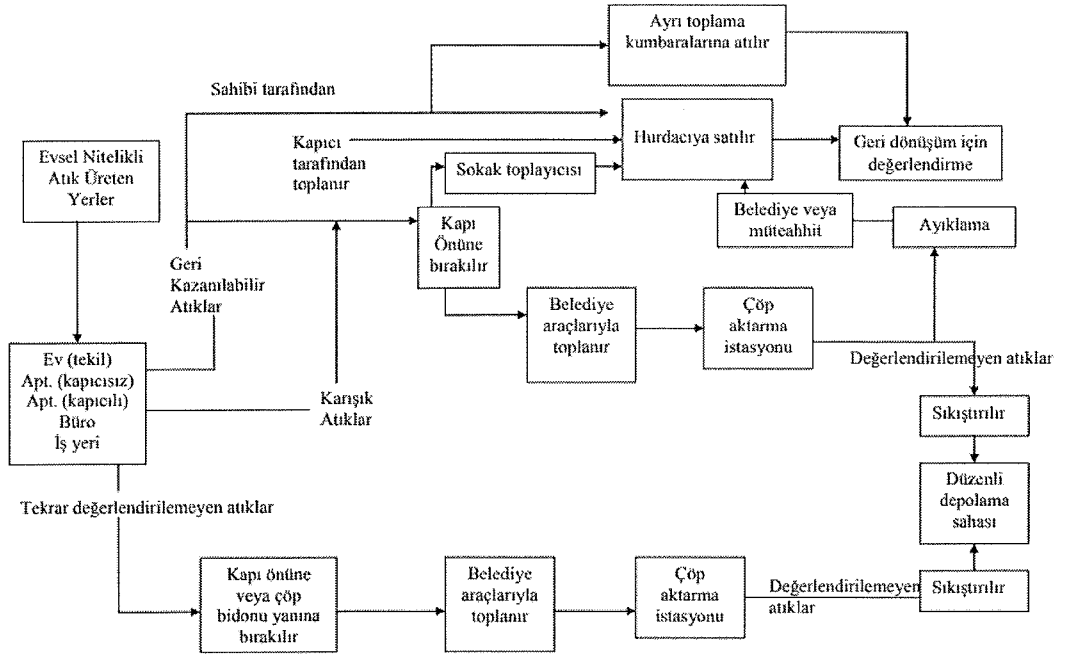 Ayrı toplama
kumbaralarına atılır
Sahibi tarafından
Kapıcı
tarafından
toplanır
Hurdacıya satılır
Geri dönüşüm için
değerlendirme
Evsel Nitelikli
Atık Üreten
Yerler
Sokak toplayıcısı
Kapı
Önüne
bırakılır
Belediye veya
müteahhit
Ayıklama
Geri
Kazanılabilir
Atıklar
Belediye
araçlarıyla
toplanır
Çöp
aktarma
istasyonu
Değerlendirilemeyen atıklar
Ev (tekil)
Apt. (kapıcısız)
Apt. (kapıcılı)
Büro
İş yeri
Karışık
Atıklar
Sıkıştırılır
Düzenli
depolama
sahası
Tekrar değerlendirilemeyen atıklar
Kapı önüne
veya çöp
bidonu yanına
bırakılır
Belediye
araçlarıyla
toplanır
Çöp
aktarma
istasyonu
Değerlendirilemeyen
atıklar
Sıkıştırılır